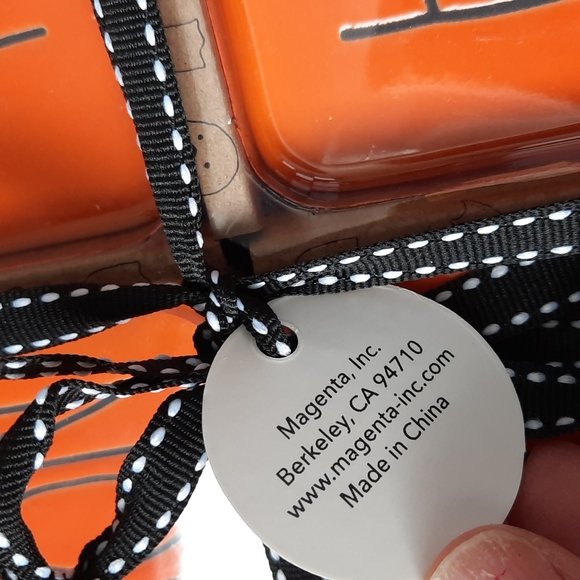 Magenta, Inc.
Berkeley, CA 94710
www.magenta-inc.com
Made in China